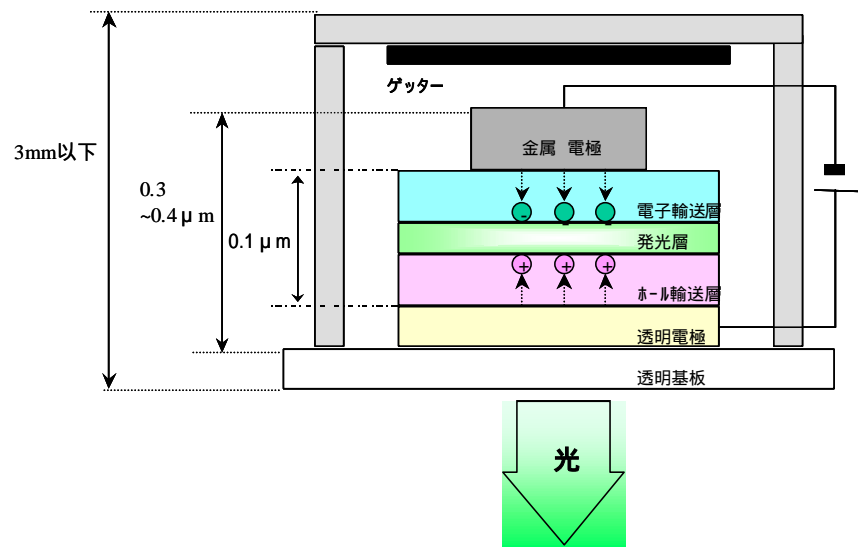 ゲッター
金属 電極
3mm以下
0.3
~0.4μm
0.1μm
電子輸送層
- - -
発光層
+ + +
ホール輸送層
透明電極
透明基板
光